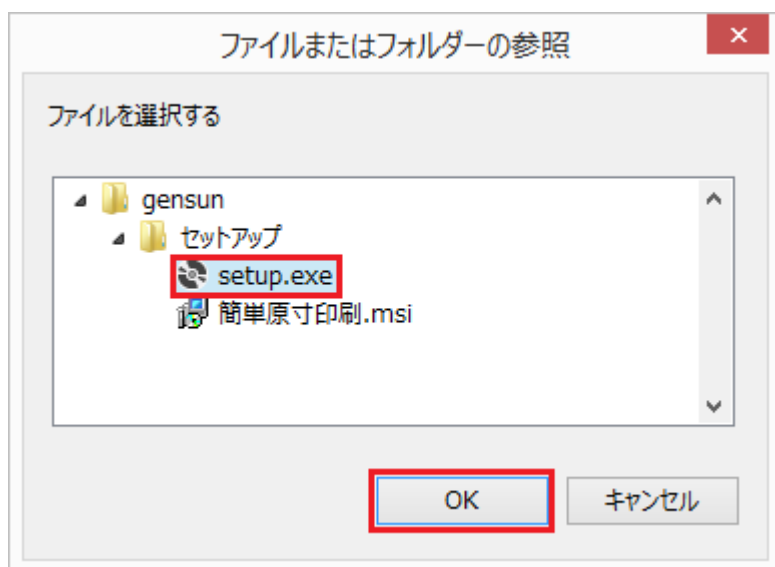 ファイルまたはフォルダーの参照
ファイルを選択する
gensun
セットアップ
setup.exe
簡単原寸印刷.msi
OK
キャンセル